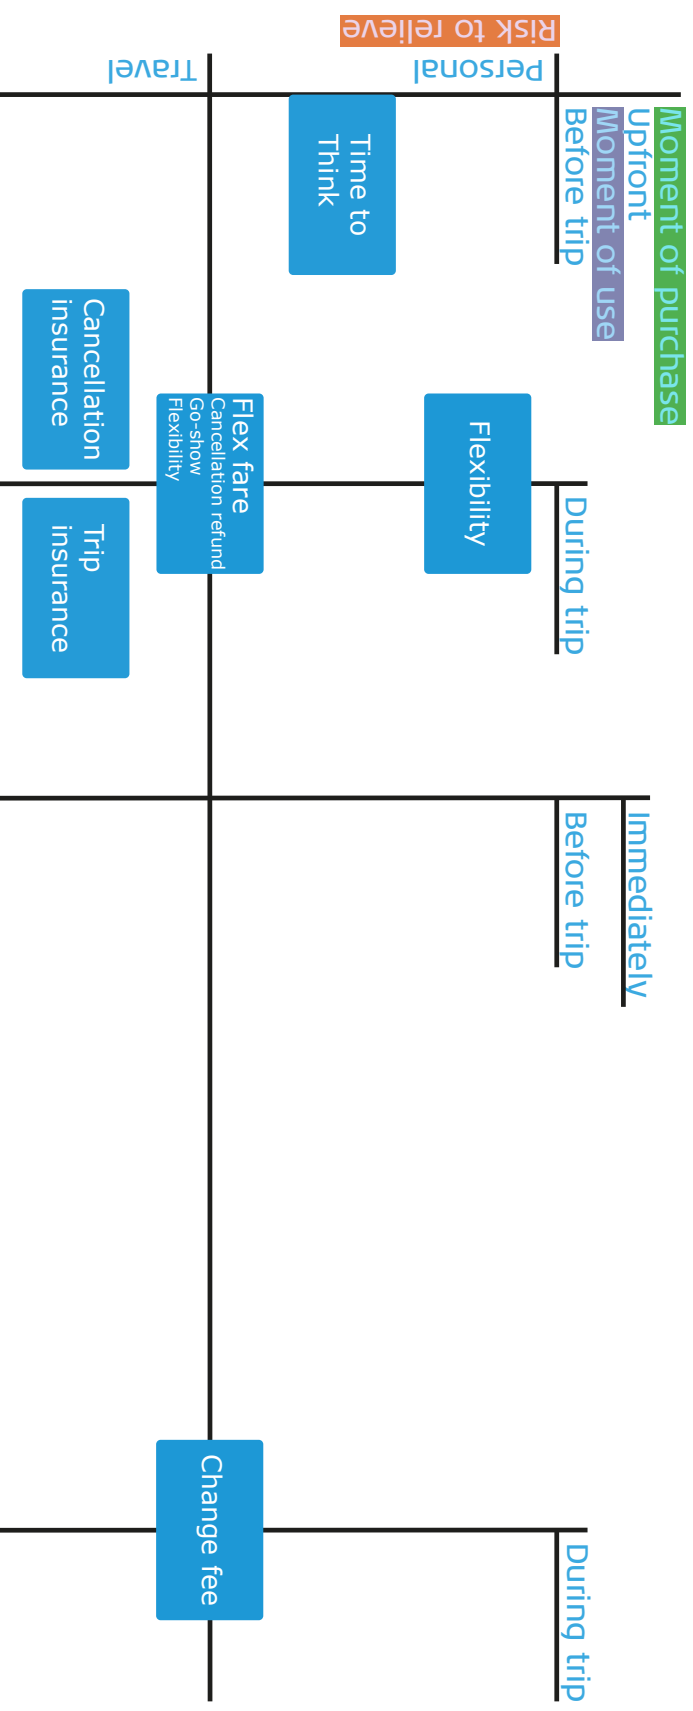 Moment of purchase
Upfront
Immediately
Moment of use
Before trip
During trip
Before trip
During trip
Risk to relieve
Personal
Travel
Flexibility
Time to
Think
Flex fare
Cancellation refund
Go-show
Flexibility
Change fee
Cancellation
insurance
Trip
insurance